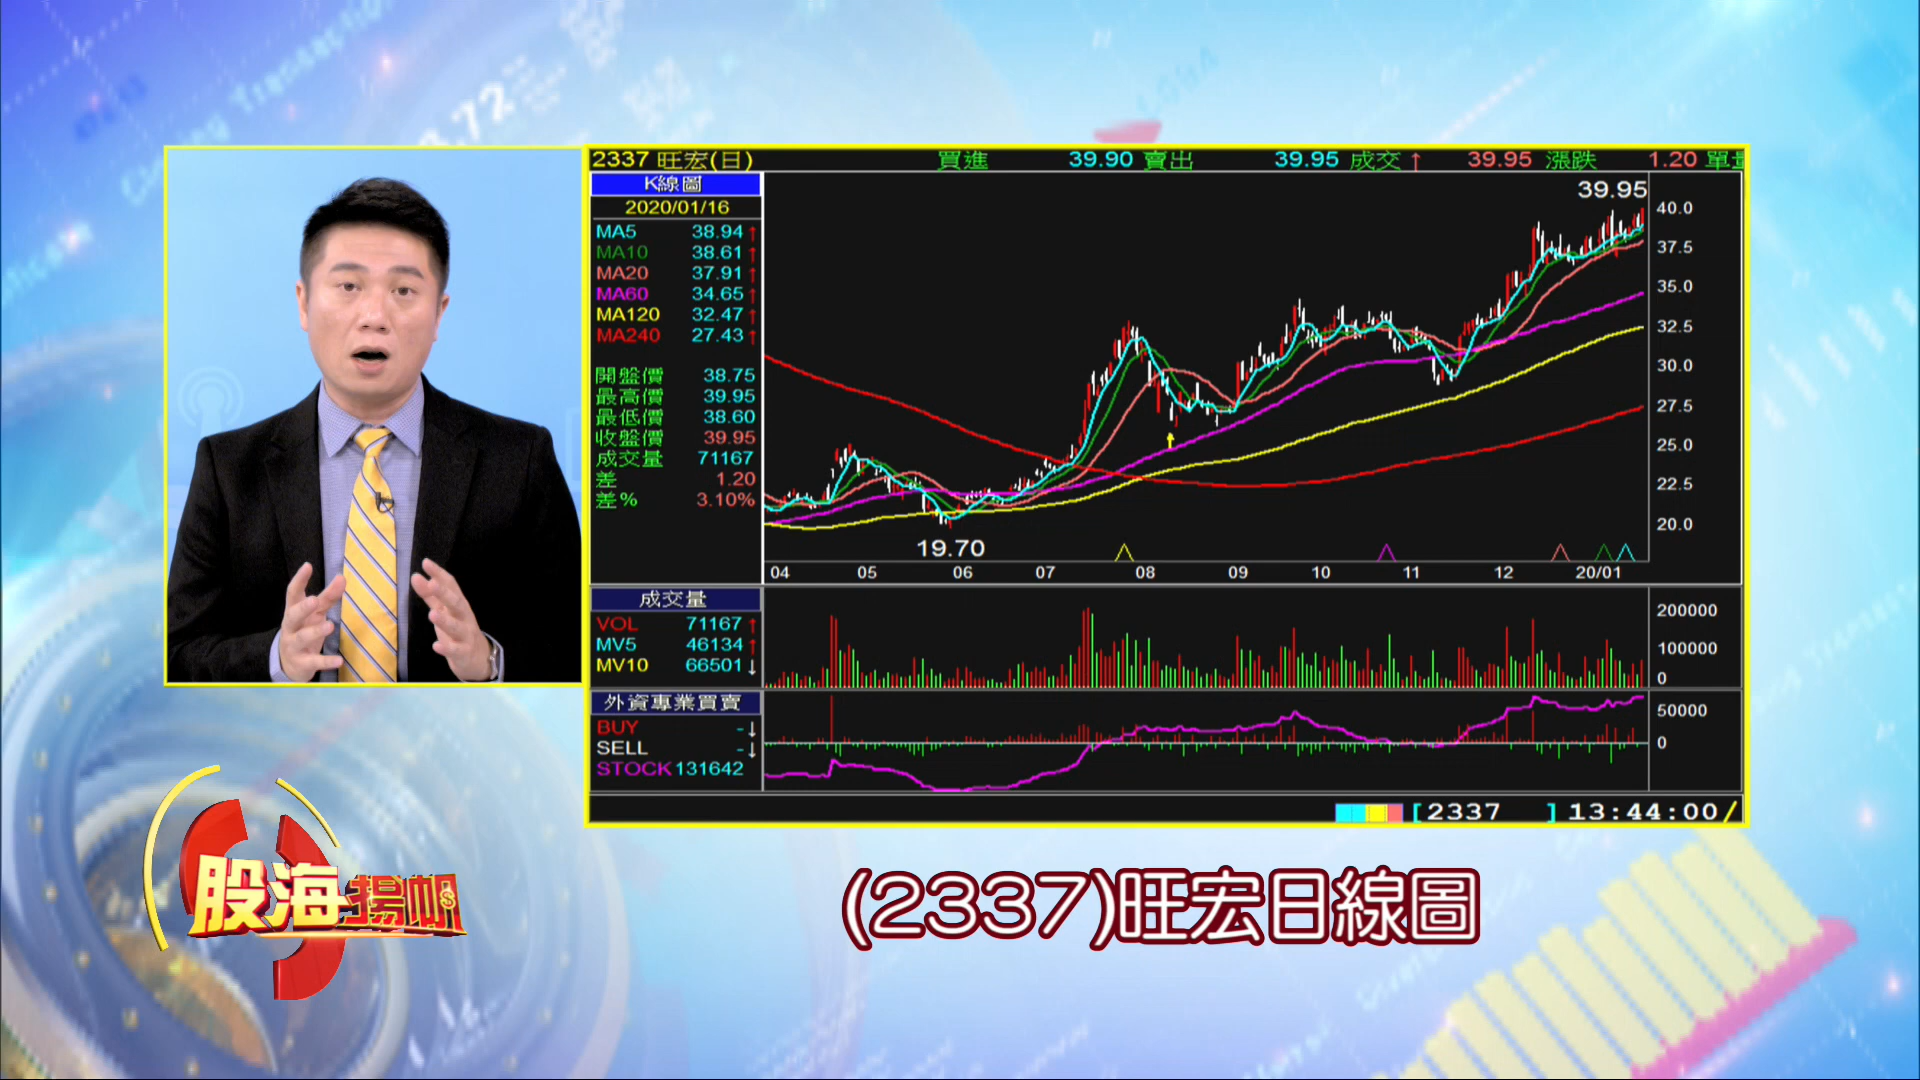 2337 旺宏(日) 買進 39.90 賣出 39.95 成交↑ 39.95 漲跌 1.20 單量
K線圖
2020/01/16
MA5 38.94↑
MA10 38.61↑
MA20 37.91↑
MA60 34.65↑
MA120 32.47↑
MA240 27.43↑
開盤價 38.75
最高價 39.95
最低價 38.60
收盤價 39.95
成交量 71167
差 1.20
差% 3.10%
39.95
40.0
37.5
35.0
32.5
30.0
27.5
25.0
22.5
20.0
19.70
04 05 06 07 08 09 10 11 12 20/01
成交量
VOL 71167↑
MV5 46134↑
MV10 66501↓
200000
100000
0
外資專業買賣
BUY -↓
SELL -↓
STOCK 131642
50000
0
[2337 ] 13:44:00/
股海揚帆
(2337)旺宏日線圖